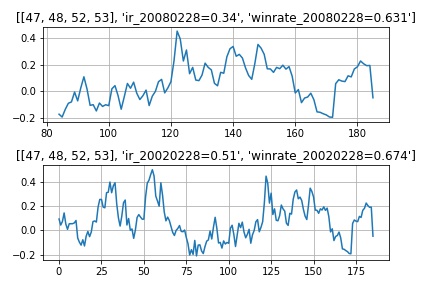 [[47, 48, 52, 53], 'ir_20080228=0.34', 'winrate_20080228=0.631']
0.4
0.2
0.0
−0.2
80 100 120 140 160 180
[[47, 48, 52, 53], 'ir_20020228=0.51', 'winrate_20020228=0.674']
0.4
0.2
0.0
−0.2
0 25 50 75 100 125 150 175